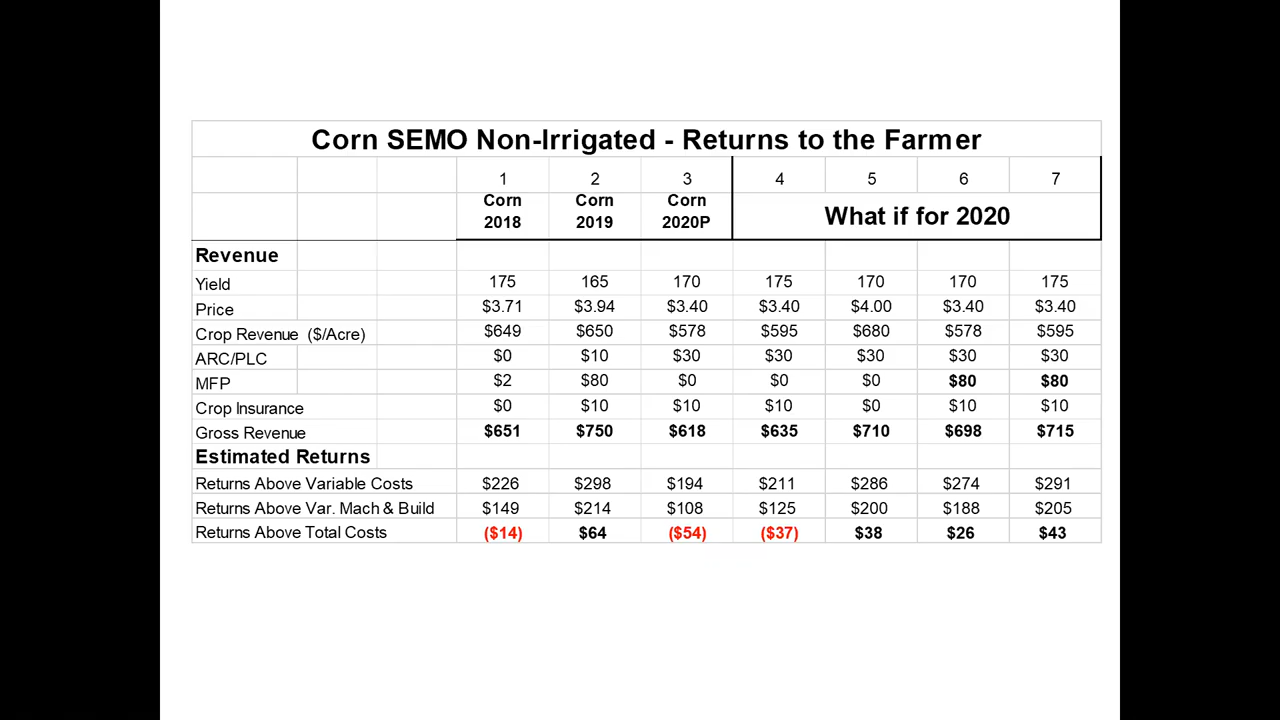 Corn SEMO Non-Irrigated - Returns to the Farmer
1 2 3 4 5 6 7
Corn 2018 Corn 2019 Corn 2020P What if for 2020
Revenue
Yield 175 165 170 175 170 170 175
Price $3.71 $3.94 $3.40 $3.40 $4.00 $3.40 $3.40
Crop Revenue ($/Acre) $649 $650 $578 $595 $680 $578 $595
ARC/PLC $0 $10 $30 $30 $30 $30 $30
MFP $2 $80 $0 $0 $0 $80 $80
Crop Insurance $0 $10 $10 $10 $0 $10 $10
Gross Revenue $651 $750 $618 $635 $710 $698 $715
Estimated Returns
Returns Above Variable Costs $226 $298 $194 $211 $286 $274 $291
Returns Above Var. Mach & Build $149 $214 $108 $125 $200 $188 $205
Returns Above Total Costs ($14) $64 ($54) ($37) $38 $26 $43